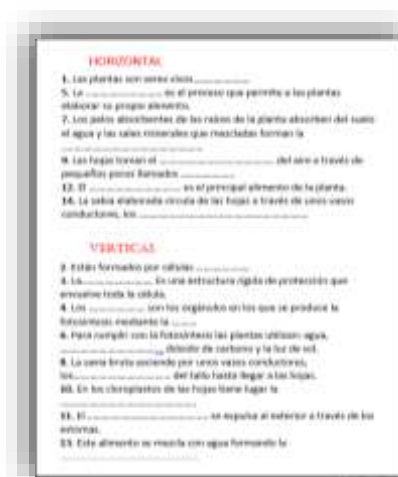 HORIZONTAL
1. Las plantas son seres vivos....................
5. La .......................... es el proceso que permite a las plantas
elaborar su propio alimento.
7. Los pelos absorbentes de las raíces de la planta absorben del suelo
el agua y las sales minerales que mezcladas forman la
.............................................
9. Las hojas toman el ........................................ del aire a través de
pequeños poros llamados ...................
12. El ................................ es el principal alimento de la planta.
14. La savia elaborada circula de las hojas a través de unos vasos
conductores, los ..................................................
VERTICAL
2. Están formados por células ..................
3. La.................... Es una estructura rígida de protección que
envuelve toda la célula.
4. Los ................... son los orgánulos en los que se produce la
fotosíntesis mediante la ........
6. Para cumplir con la fotosíntesis las plantas utilizan: agua,
................................ dióxido de carbono y la luz de sol.
8. La savia bruta asciende por unos vasos conductores,
los............................... del tallo hasta llegar a las hojas.
10. En los cloroplastos de las hojas tiene lugar la
.............................................
11. El ........................................ se expulsa al exterior a través de los
estomas.
13. Este alimento se mezcla con agua formando la
.............................................